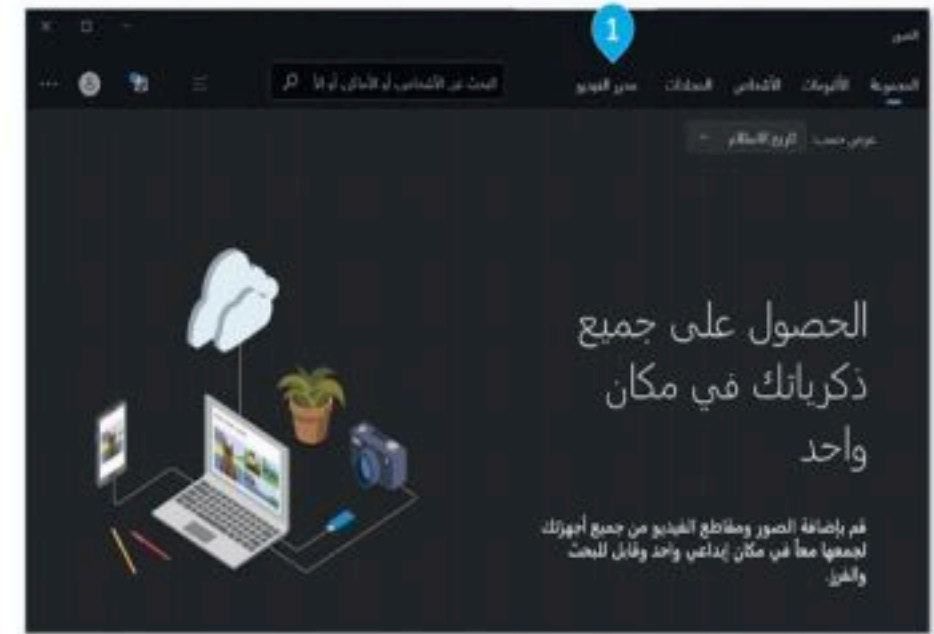 الصور
1
المجموعة الألبومات الأشخاص المجلدات محرر الفيديو البحث عن الأشخاص، أو الأماكن، أو الأ
عرض حسب: تاريخ الالتقاط
الحصول على جميع
ذكرياتك في مكان
واحد
قم بإضافة الصور ومقاطع الفيديو من جميع أجهزتك
لجمعها معاً في مكان إبداعي واحد وقابل للبحث
والفرز.